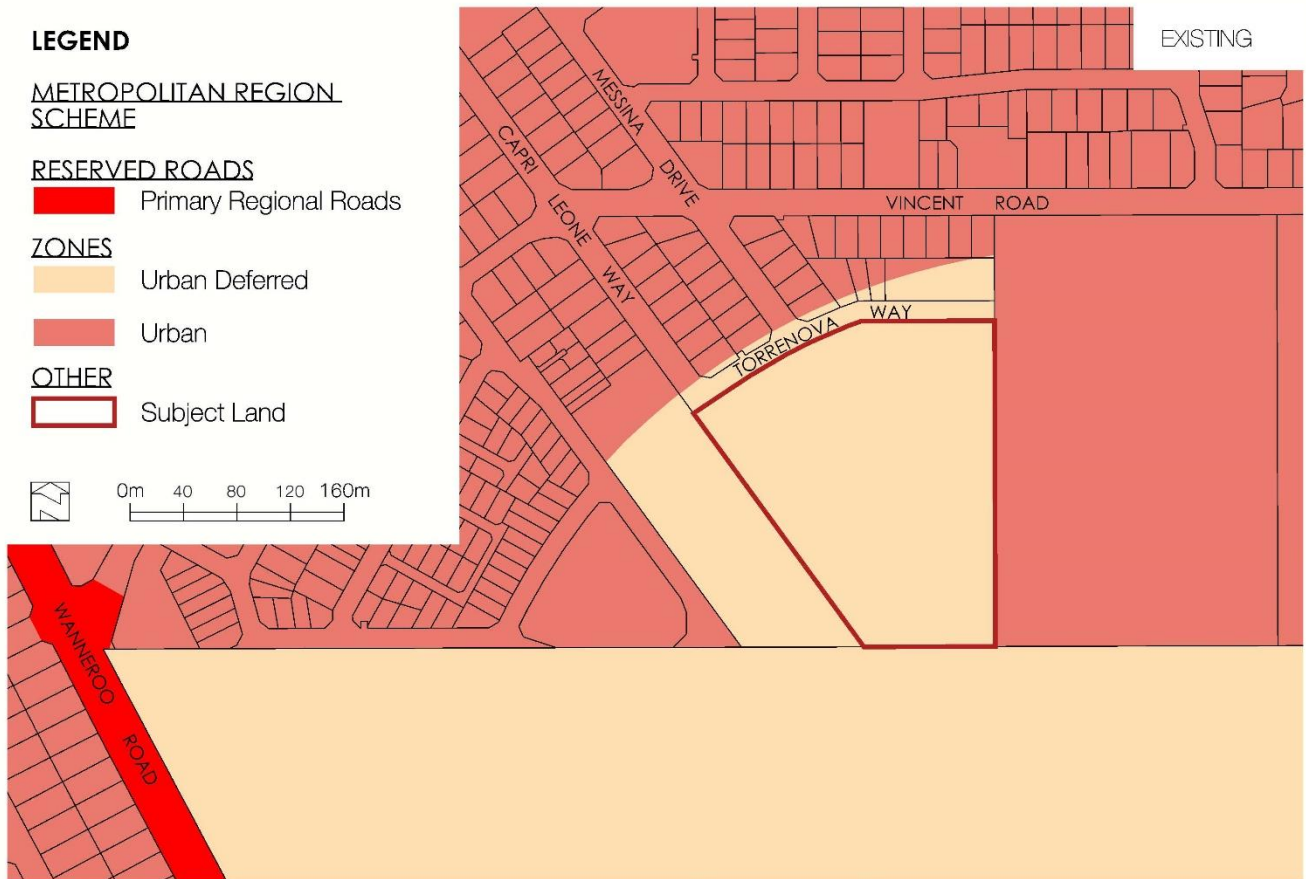 LEGEND
METROPOLITAN REGION
SCHEME
RESERVED ROADS
Primary Regional Roads
ZONES
Urban Deferred
Urban
OTHER
Subject Land
0m 40 80 120 160m
EXISTING
MESSINA DRIVE
CAPRI LEONE WAY
VINCENT ROAD
TORRENOVA WAY
WANNEROO ROAD